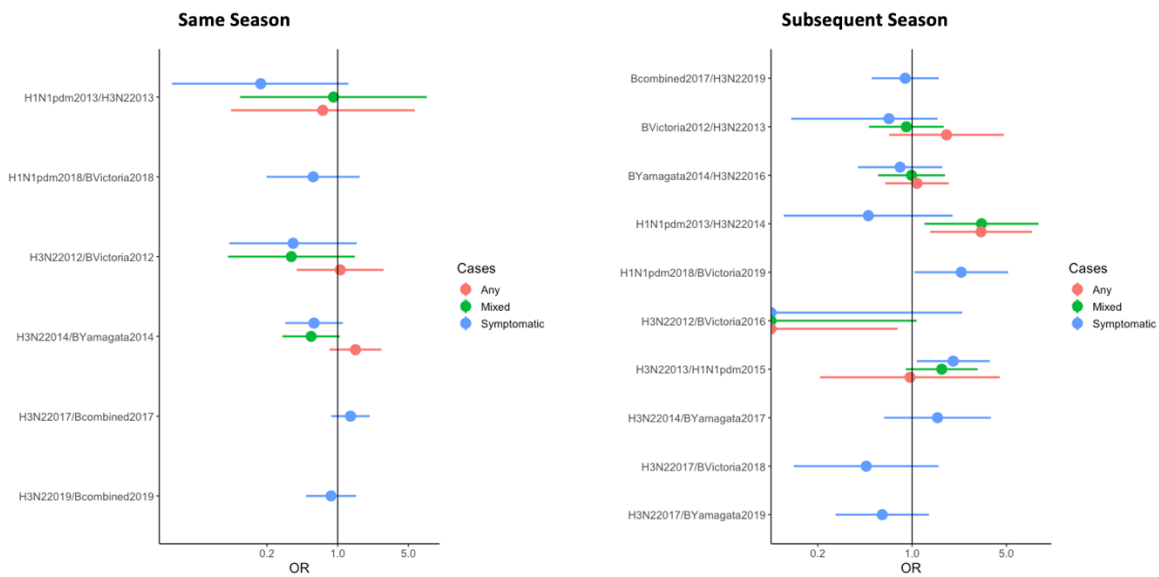 Same Season
H1N1pdm2013/H3N22013
H1N1pdm2018/BVictoria2018
H3N22012/BVictoria2012
H3N22014/BYamagata2014
H3N22017/Bcombined2017
H3N22019/Bcombined2019
0.2 1.0 5.0
OR
Cases
Any
Mixed
Symptomatic
Subsequent Season
Bcombined2017/H3N22019
BVictoria2012/H3N22013
BYamagata2014/H3N22016
H1N1pdm2013/H3N22014
H1N1pdm2018/BVictoria2019
H3N22012/BVictoria2016
H3N22013/H1N1pdm2015
H3N22014/BYamagata2017
H3N22017/BVictoria2018
H3N22017/BYamagata2019
0.2 1.0 5.0
OR
Cases
Any
Mixed
Symptomatic